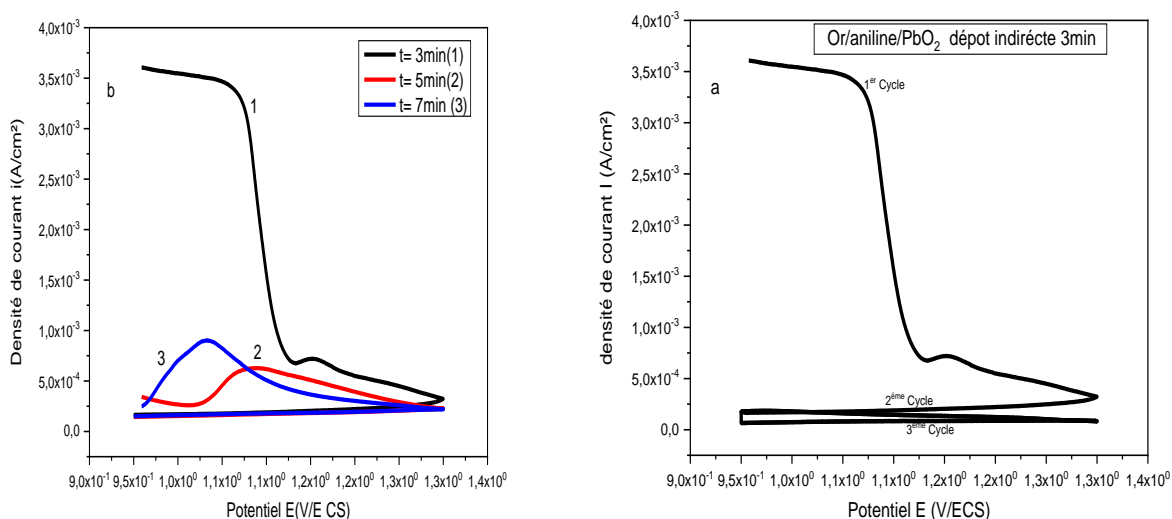 b
Densité de courant i(A/cm²)
4,0x10⁻³
3,5x10⁻³
3,0x10⁻³
2,5x10⁻³
2,0x10⁻³
1,5x10⁻³
1,0x10⁻³
5,0x10⁻⁴
0,0
t= 3min(1)
t= 5min(2)
t= 7min (3)
1
2
3
9,0x10⁻¹ 9,5x10⁻¹ 1,0x10⁰ 1,1x10⁰ 1,1x10⁰ 1,2x10⁰ 1,2x10⁰ 1,3x10⁰ 1,3x10⁰ 1,4x10⁰
Potentiel E(V/E CS)
a
densité de courant I (A/cm²)
4,0x10⁻³
3,5x10⁻³
3,0x10⁻³
2,5x10⁻³
2,0x10⁻³
1,5x10⁻³
1,0x10⁻³
5,0x10⁻⁴
0,0
Or/aniline/PbO₂ dépot indirécte 3min
1ᵉʳ Cycle
2ᵉᵐᵉ Cycle
3ᵉᵐᵉ Cycle
9,0x10⁻¹ 9,5x10⁻¹ 1,0x10⁰ 1,1x10⁰ 1,1x10⁰ 1,2x10⁰ 1,2x10⁰ 1,3x10⁰ 1,3x10⁰ 1,4x10⁰
Potentiel E (V/ECS)